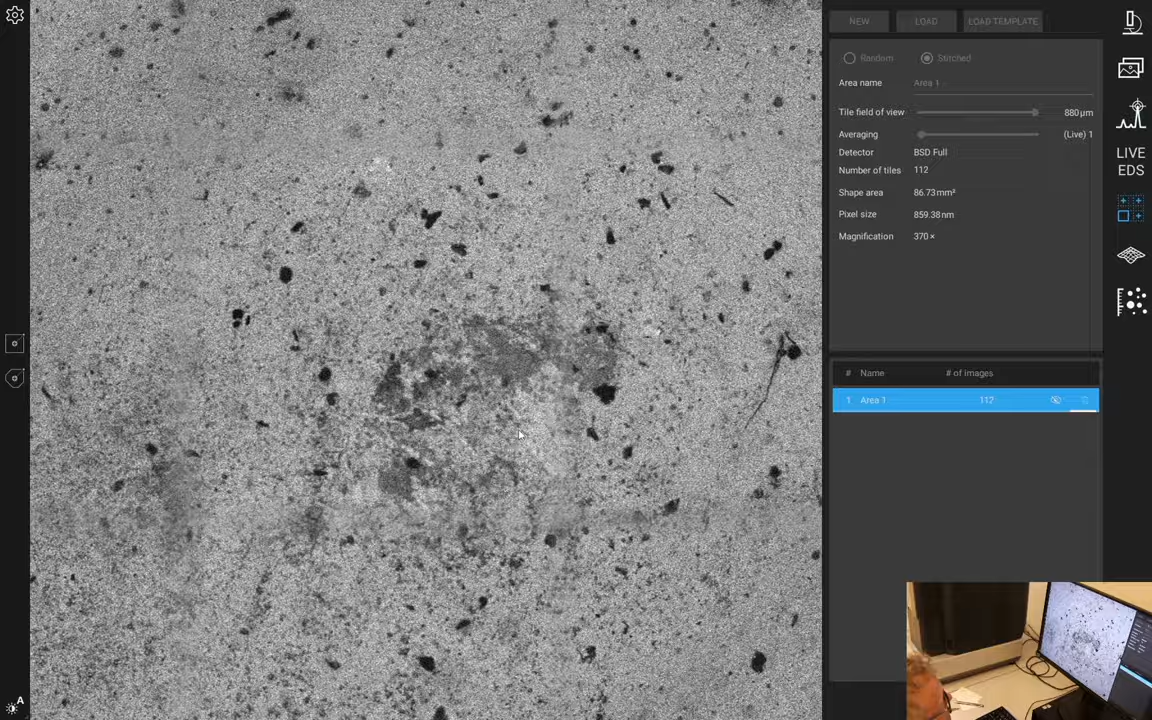 NEW LOAD LOAD TEMPLATE
Random Stitched
Area name Area 1
Tile field of view 880 µm
Averaging (Live) 1
Detector BSD Full
Number of tiles 112
Shape area 86.73 mm²
Pixel size 859.38 nm
Magnification 370 ×
LIVE
EDS
# Name # of images
1 Area 1 112
A